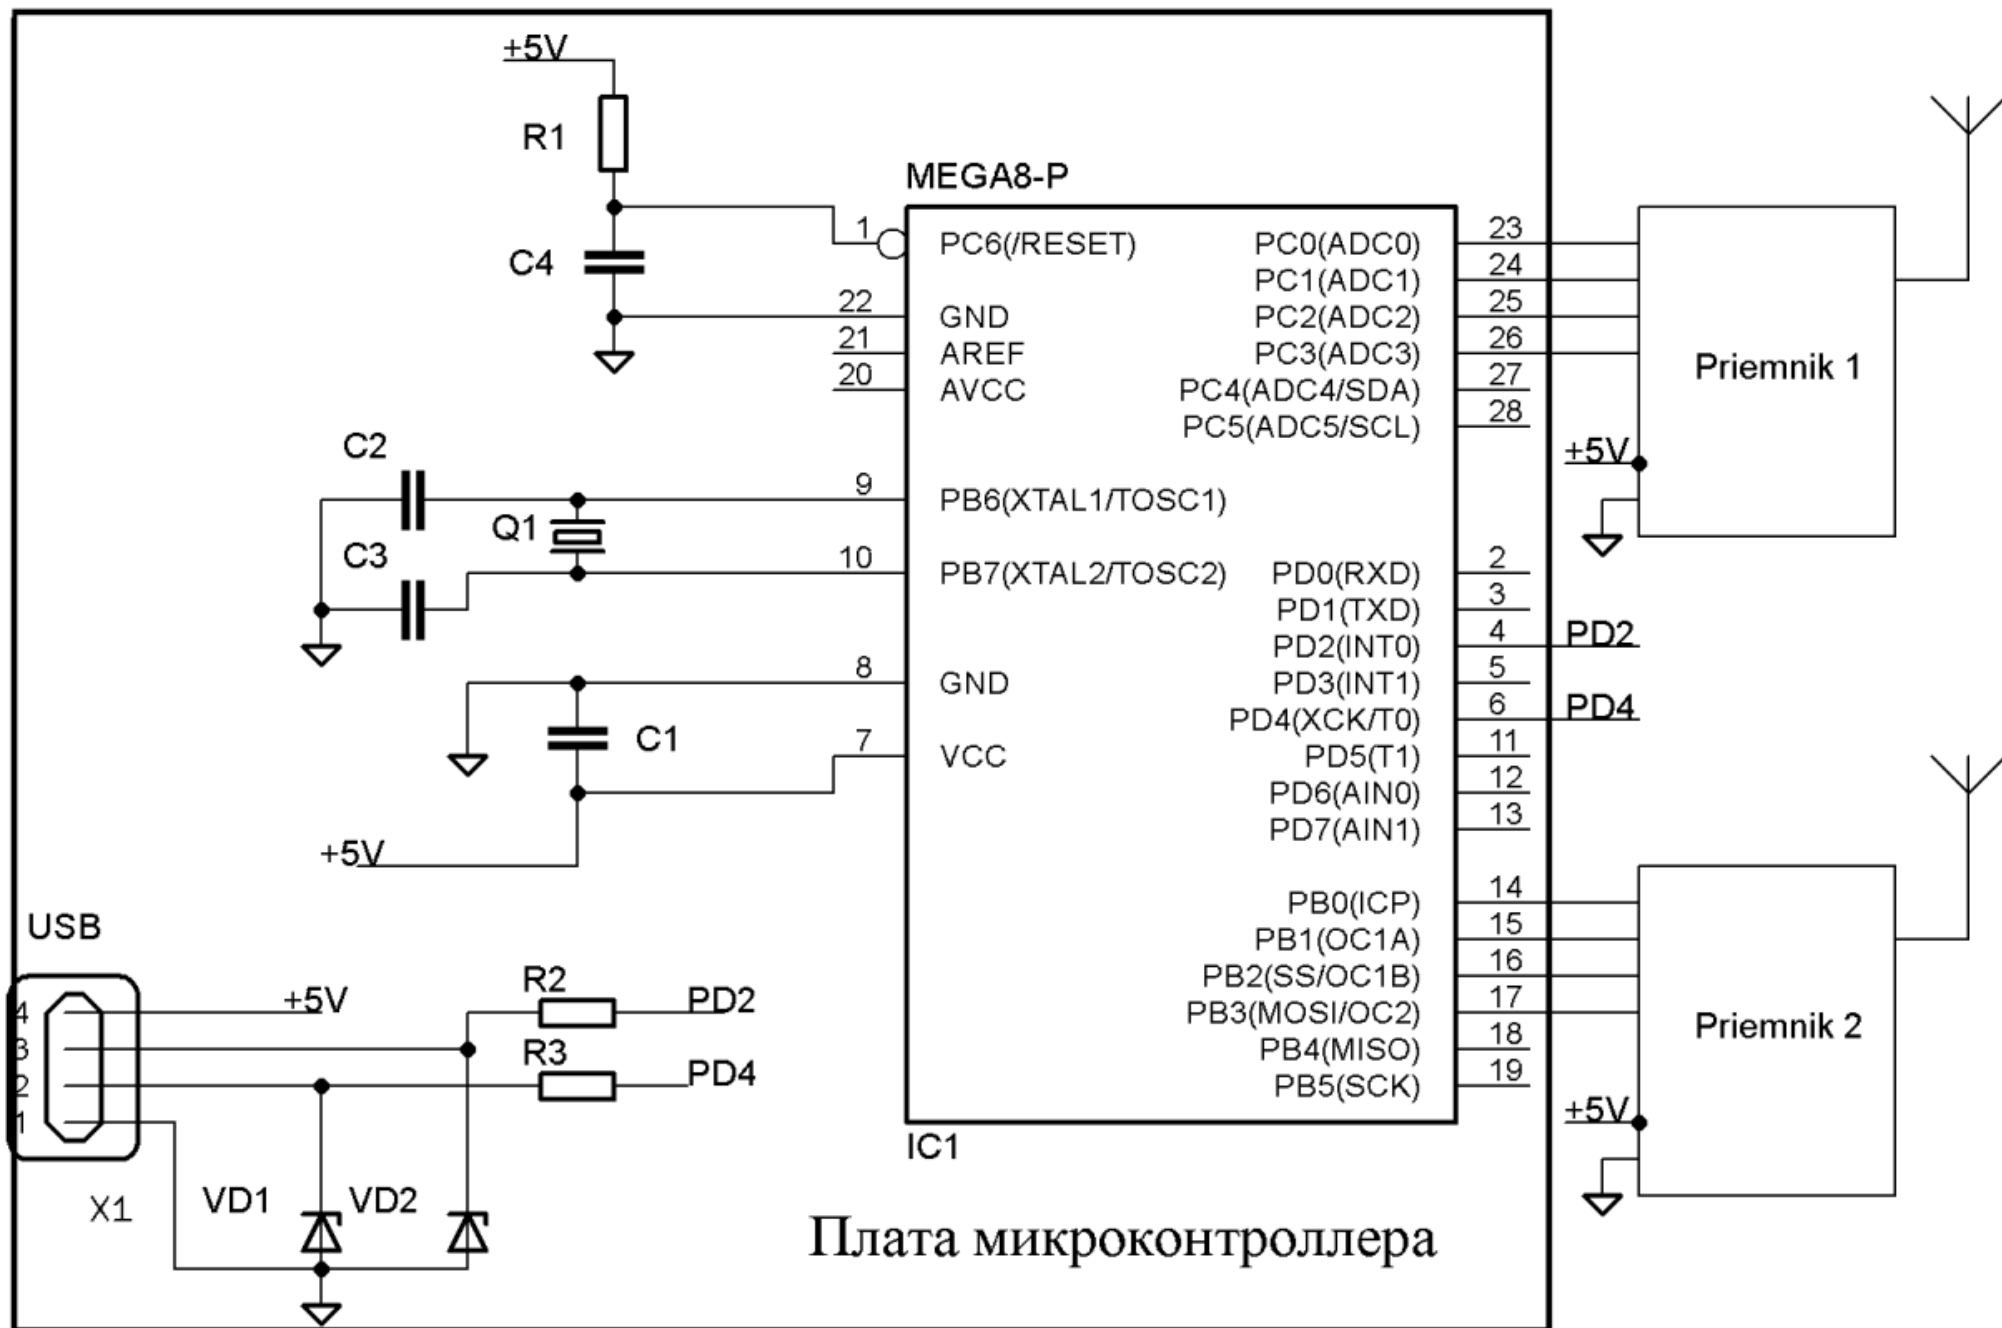 +5V
R1
MEGA8-P
1 PC6(/RESET) PC0(ADC0) 23
C4 PC1(ADC1) 24
22 GND PC2(ADC2) 25
21 AREF PC3(ADC3) 26
Priemnik 1
20 AVCC PC4(ADC4/SDA) 27
PC5(ADC5/SCL) 28
C2 +5V
9 PB6(XTAL1/TOSC1)
Q1
C3
10 PB7(XTAL2/TOSC2) PD0(RXD) 2
PD1(TXD) 3
PD2(INT0) 4 PD2
8 GND PD3(INT1) 5
PD4(XCK/T0) 6 PD4
C1
7 VCC PD5(T1) 11
PD6(AIN0) 12
PD7(AIN1) 13
+5V
PB0(ICP) 14
USB
PB1(OC1A) 15
R2 PB2(SS/OC1B) 16
4 +5V PD2 PB3(MOSI/OC2) 17
Priemnik 2
3 R3 PB4(MISO) 18
2 PD4 PB5(SCK) 19
1 +5V
IC1
X1 VD1 VD2
Плата микроконтроллера